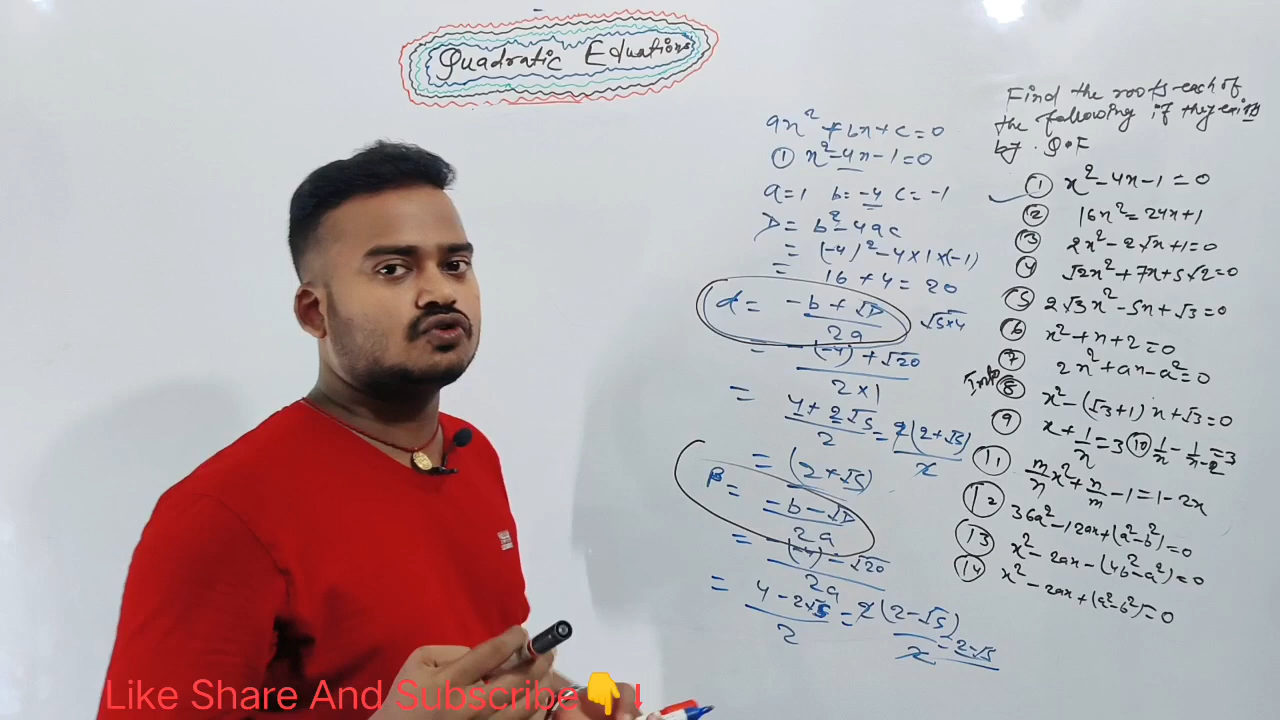 Quadratic Equations
ax² + bx + c = 0
① x² - 4x - 1 = 0
a = 1 b = -4 c = -1
D = b² - 4ac
= (-4)² - 4 × 1 × (-1)
= 16 + 4 = 20
α = -b + √D / 2a
√5×4
= -(-4) + √20 / 2 × 1
= 4 + 2√5 / 2 = 2(2 + √5) / 2
= (2 + √5)
β = = -b - √D / 2a
= -(-4) - √20 / 2a
= 4 - 2√5 / 2 = 2(2 - √5) / 2 = 2 - √5
Find the roots each of
the following if they exists
by . Q.F
① x² - 4x - 1 = 0
② 16x² = 24x + 1
③ 2x² - 2√x + 1 = 0
④ √2x² + 7x + 5√2 = 0
⑤ 2√3x² - 5x + √3 = 0
⑥ x² + x + 2 = 0
⑦ 2x² + ax - a² = 0
⑧ x² - (√3 + 1)x + √3 = 0
⑨ x + 1/x = 3 ⑩ 1/x - 1/x-2 = 3
⑪ m/n x² + n/m - 1 = 1 - 2x
⑫ 36a² - 12ax + (a² - b²) = 0
⑬ x² - 2ax - (4b² - a²) = 0
⑭ x² - 2ax + (a² - b²) = 0
Like Share And Subscribe👇